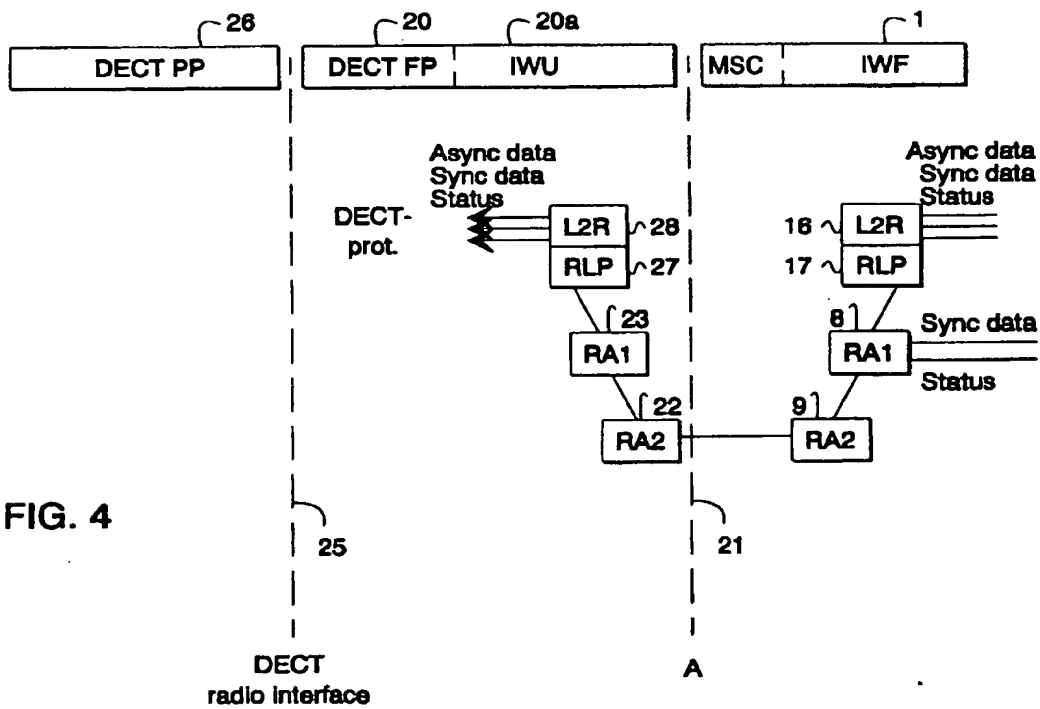 26 20 20a 1
DECT PP DECT FP IWU MSC IWF
Async data
Sync data
Status
DECT-
prot.
L2R 28
RLP 27
23
RA1
22
RA2
Async data
Sync data
Status
16 L2R
17 RLP
8
RA1
Sync data
Status
9
RA2
FIG. 4
25
21
DECT
radio interface
A